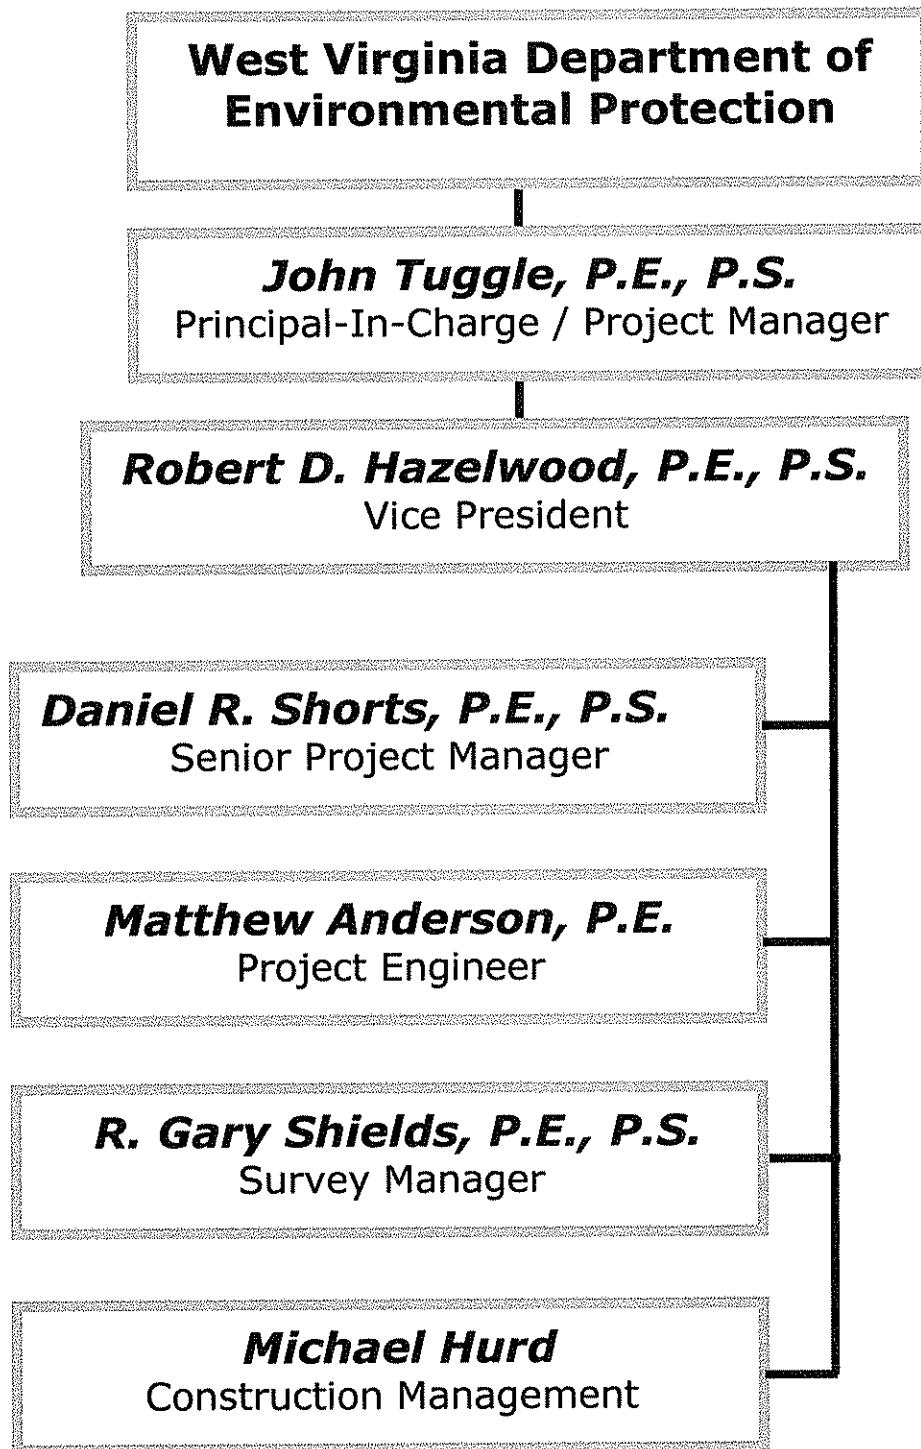 West Virginia Department of
Environmental Protection
John Tuggle, P.E., P.S.
Principal-In-Charge / Project Manager
Robert D. Hazelwood, P.E., P.S.
Vice President
Daniel R. Shorts, P.E., P.S.
Senior Project Manager
Matthew Anderson, P.E.
Project Engineer
R. Gary Shields, P.E., P.S.
Survey Manager
Michael Hurd
Construction Management